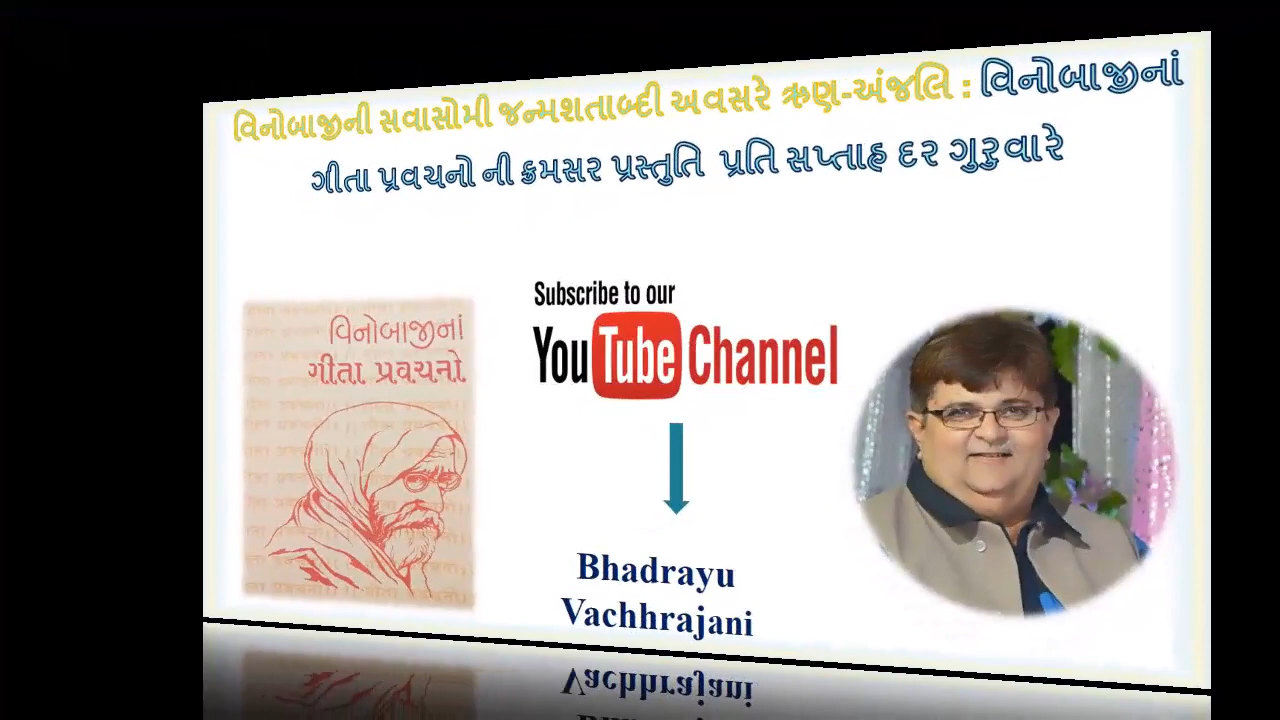 વિનોબાજીની સવાસોમી જન્મશતાબ્દી અવસરે ઋણ-અંજલિ : વિનોબાજીનાં
ગીતા પ્રવચનો ની ક્રમસર પ્રસ્તુતિ પ્રતિ સપ્તાહ દર ગુરુવારે
વિનોબાજીનાં
ગીતા પ્રવચનો
Subscribe to our
YouTube Channel
Bhadrayu
Vachhrajani